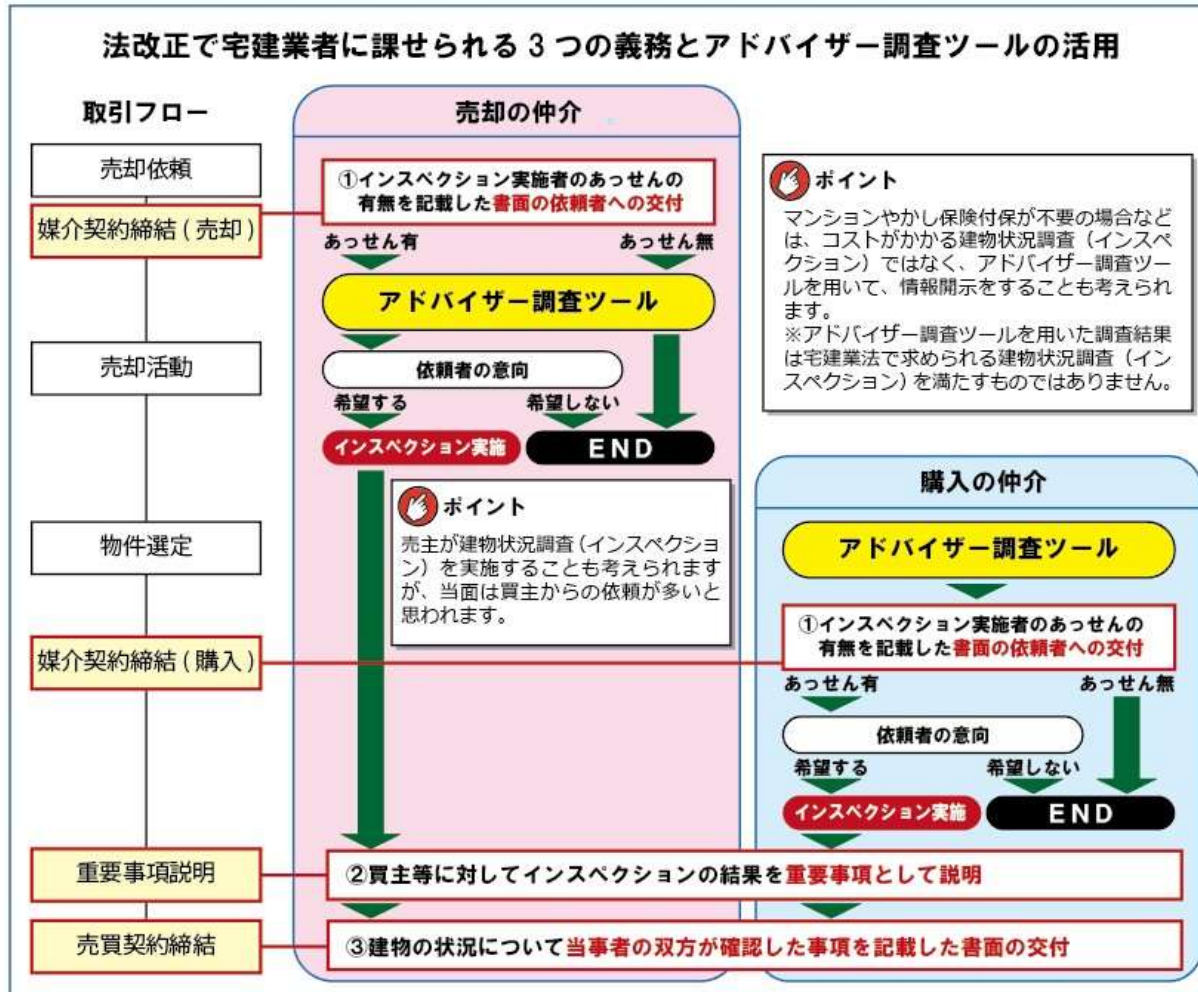 法改正で宅建業者に課せられる3つの義務とアドバイザー調査ツールの活用
取引フロー
売却依頼
媒介契約締結(売却)
売却活動
物件選定
媒介契約締結(購入)
重要事項説明
売買契約締結
売却の仲介
①インスペクション実施者のあっせんの
有無を記載した書面の依頼者への交付
あっせん有
あっせん無
アドバイザー調査ツール
依頼者の意向
希望する
希望しない
インスペクション実施
END
ポイント
売主が建物状況調査(インスペクショ
ン)を実施することも考えられます
が、当面は買主からの依頼が多いと
思われます。
ポイント
マンションやかし保険付保が不要の場合など
は、コストがかかる建物状況調査(インスペ
クション)ではなく、アドバイザー調査ツー
ルを用いて、情報開示をすることも考えられ
ます。
※アドバイザー調査ツールを用いた調査結果
は宅建業法で求められる建物状況調査(イン
スペクション)を満たすものではありません。
購入の仲介
アドバイザー調査ツール
①インスペクション実施者のあっせんの
有無を記載した書面の依頼者への交付
あっせん有
あっせん無
依頼者の意向
希望する
希望しない
インスペクション実施
END
②買主等に対してインスペクションの結果を重要事項として説明
③建物の状況について当事者の双方が確認した事項を記載した書面の交付